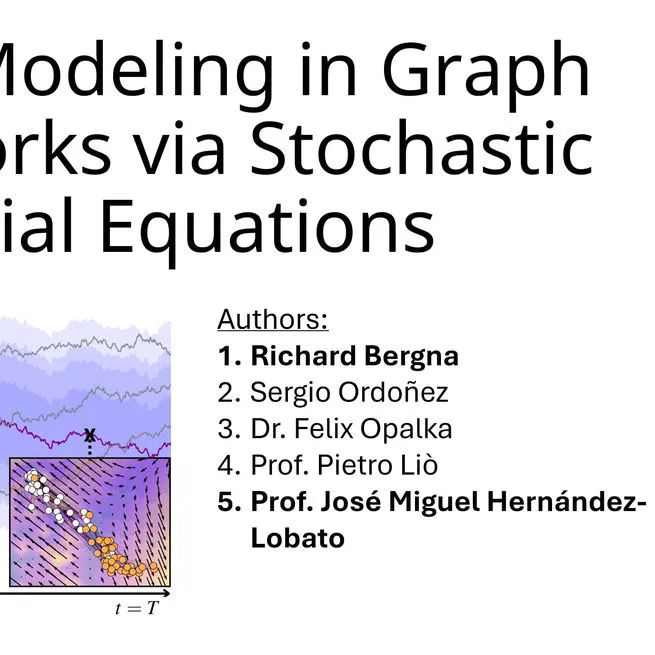 Modeling in Graph
orks via Stochastic
ial Equations
Authors:
1. Richard Bergna
2. Sergio Ordoñez
3. Dr. Felix Opalka
4. Prof. Pietro Liò
5. Prof. José Miguel Hernández-
Lobato
x
t = T